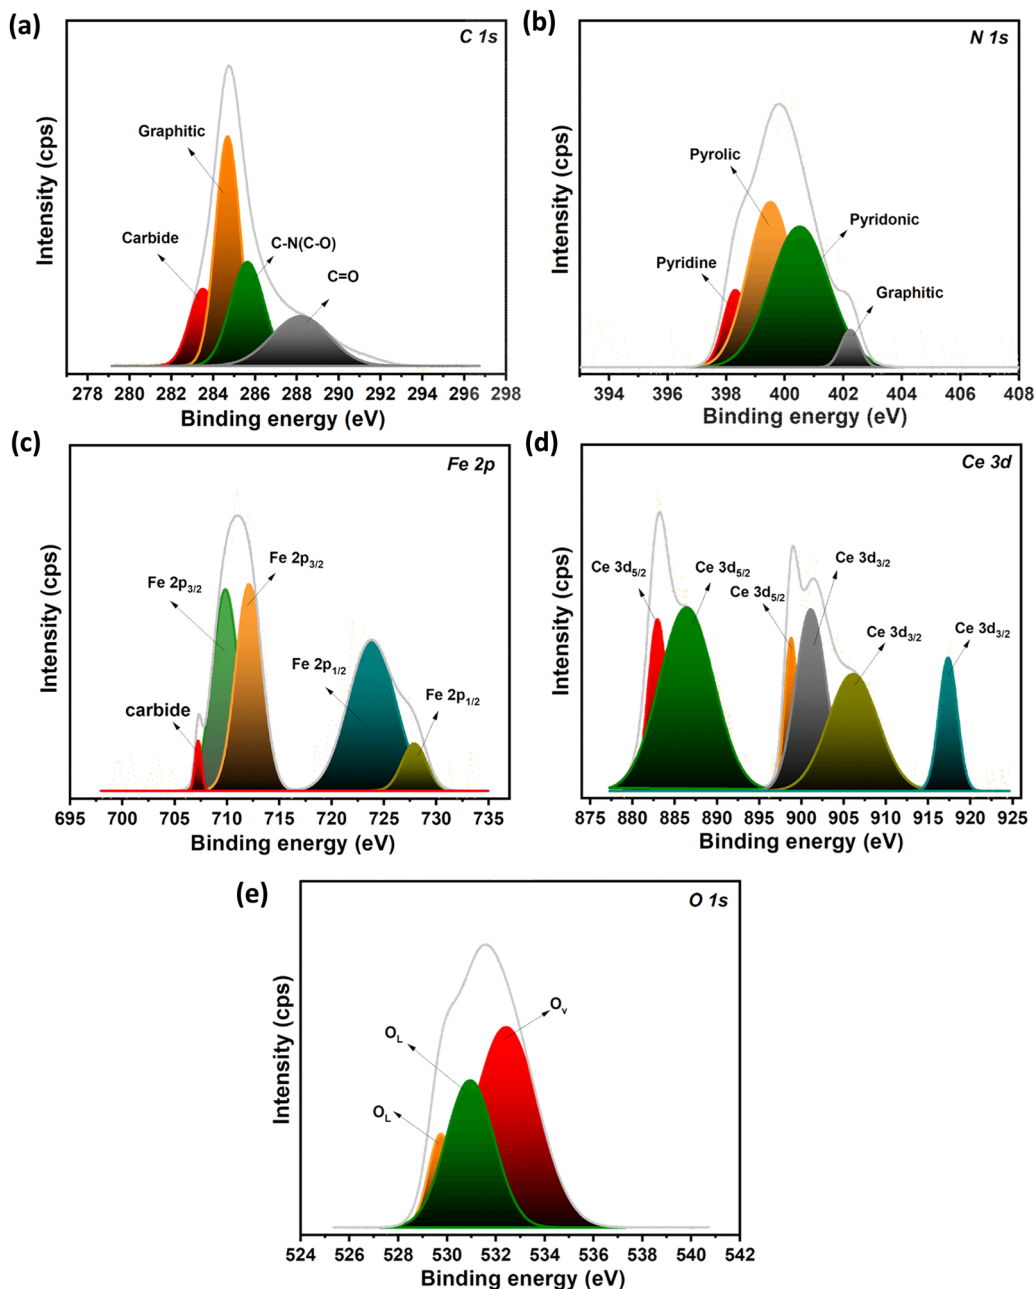 (a)
C 1s
Graphitic
Carbide
C-N(C-O)
C=O
Intensity (cps)
278 280 282 284 286 288 290 292 294 296 298
Binding energy (eV)
(b)
N 1s
Pyrolic
Pyridonic
Pyridine
Graphitic
Intensity (cps)
394 396 398 400 402 404 406 408
Binding energy (eV)
(c)
Fe 2p
Fe 2p3/2
Fe 2p3/2
Fe 2p1/2
Fe 2p1/2
carbide
Intensity (cps)
695 700 705 710 715 720 725 730 735
Binding energy (eV)
(d)
Ce 3d
Ce 3d5/2
Ce 3d5/2
Ce 3d5/2
Ce 3d3/2
Ce 3d3/2
Ce 3d3/2
Intensity (cps)
875 880 885 890 895 900 905 910 915 920 925
Binding energy (eV)
(e)
O 1s
Ov
OL
OL
Intensity (cps)
524 526 528 530 532 534 536 538 540 542
Binding energy (eV)